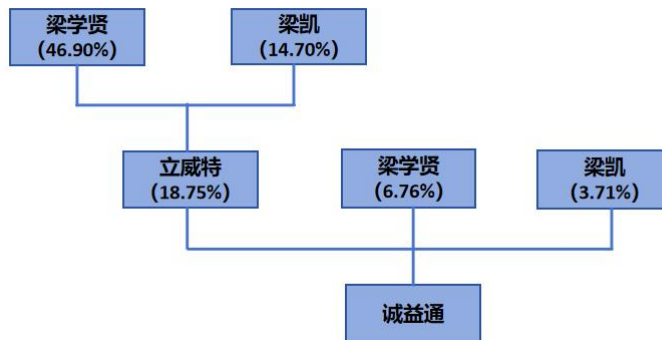 梁学贤
(46.90%)
梁凯
(14.70%)
立威特
(18.75%)
梁学贤
(6.76%)
梁凯
(3.71%)
诚益通